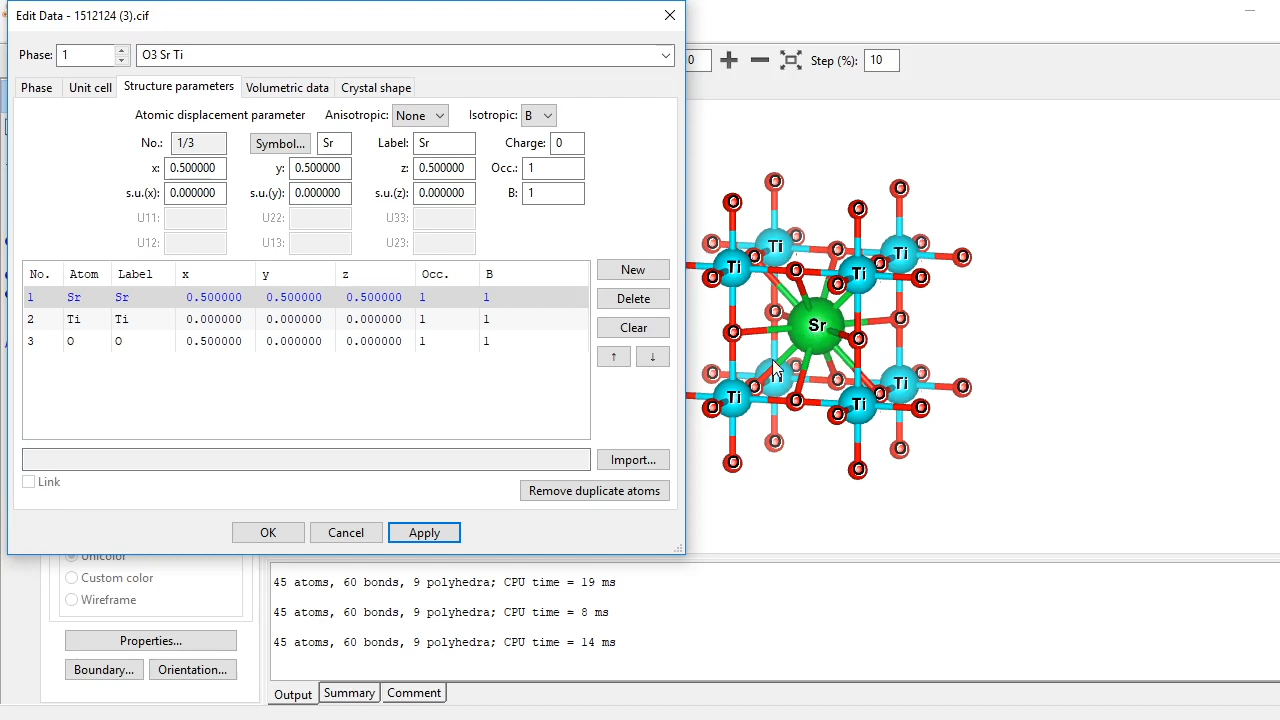 Edit Data - 1512124 (3).cif
Phase: 1 O3 Sr Ti
0 Step (%): 10
Phase Unit cell Structure parameters Volumetric data Crystal shape
Atomic displacement parameter Anisotropic: None Isotropic: B
No.: 1/3 Symbol... Sr Label: Sr Charge: 0
x: 0.500000 y: 0.500000 z: 0.500000 Occ.: 1
s.u.(x): 0.000000 s.u.(y): 0.000000 s.u.(z): 0.000000 B: 1
U11: U22: U33:
U12: U13: U23:
No. Atom Label x y z Occ. B
1 Sr Sr 0.500000 0.500000 0.500000 1 1
2 Ti Ti 0.000000 0.000000 0.000000 1 1
O 0.000000 0.000000 1 1
New
Delete
Clear
↑ ↓
Import...
Link
Remove duplicate atoms
OK Cancel Apply
O O
O O
O O O
Ti Ti
O O
Ti O Ti O
O O O
O Sr O
O O
O O O
Ti
O O
Ti O Ti O
O O O
O O
O O
Unicolor
Custom color
Wireframe
Properties...
Boundary... Orientation...
45 atoms, 60 bonds, 9 polyhedra; CPU time = 19 ms
45 atoms, 60 bonds, 9 polyhedra; CPU time = 8 ms
45 atoms, 60 bonds, 9 polyhedra; CPU time = 14 ms
Output Summary Comment